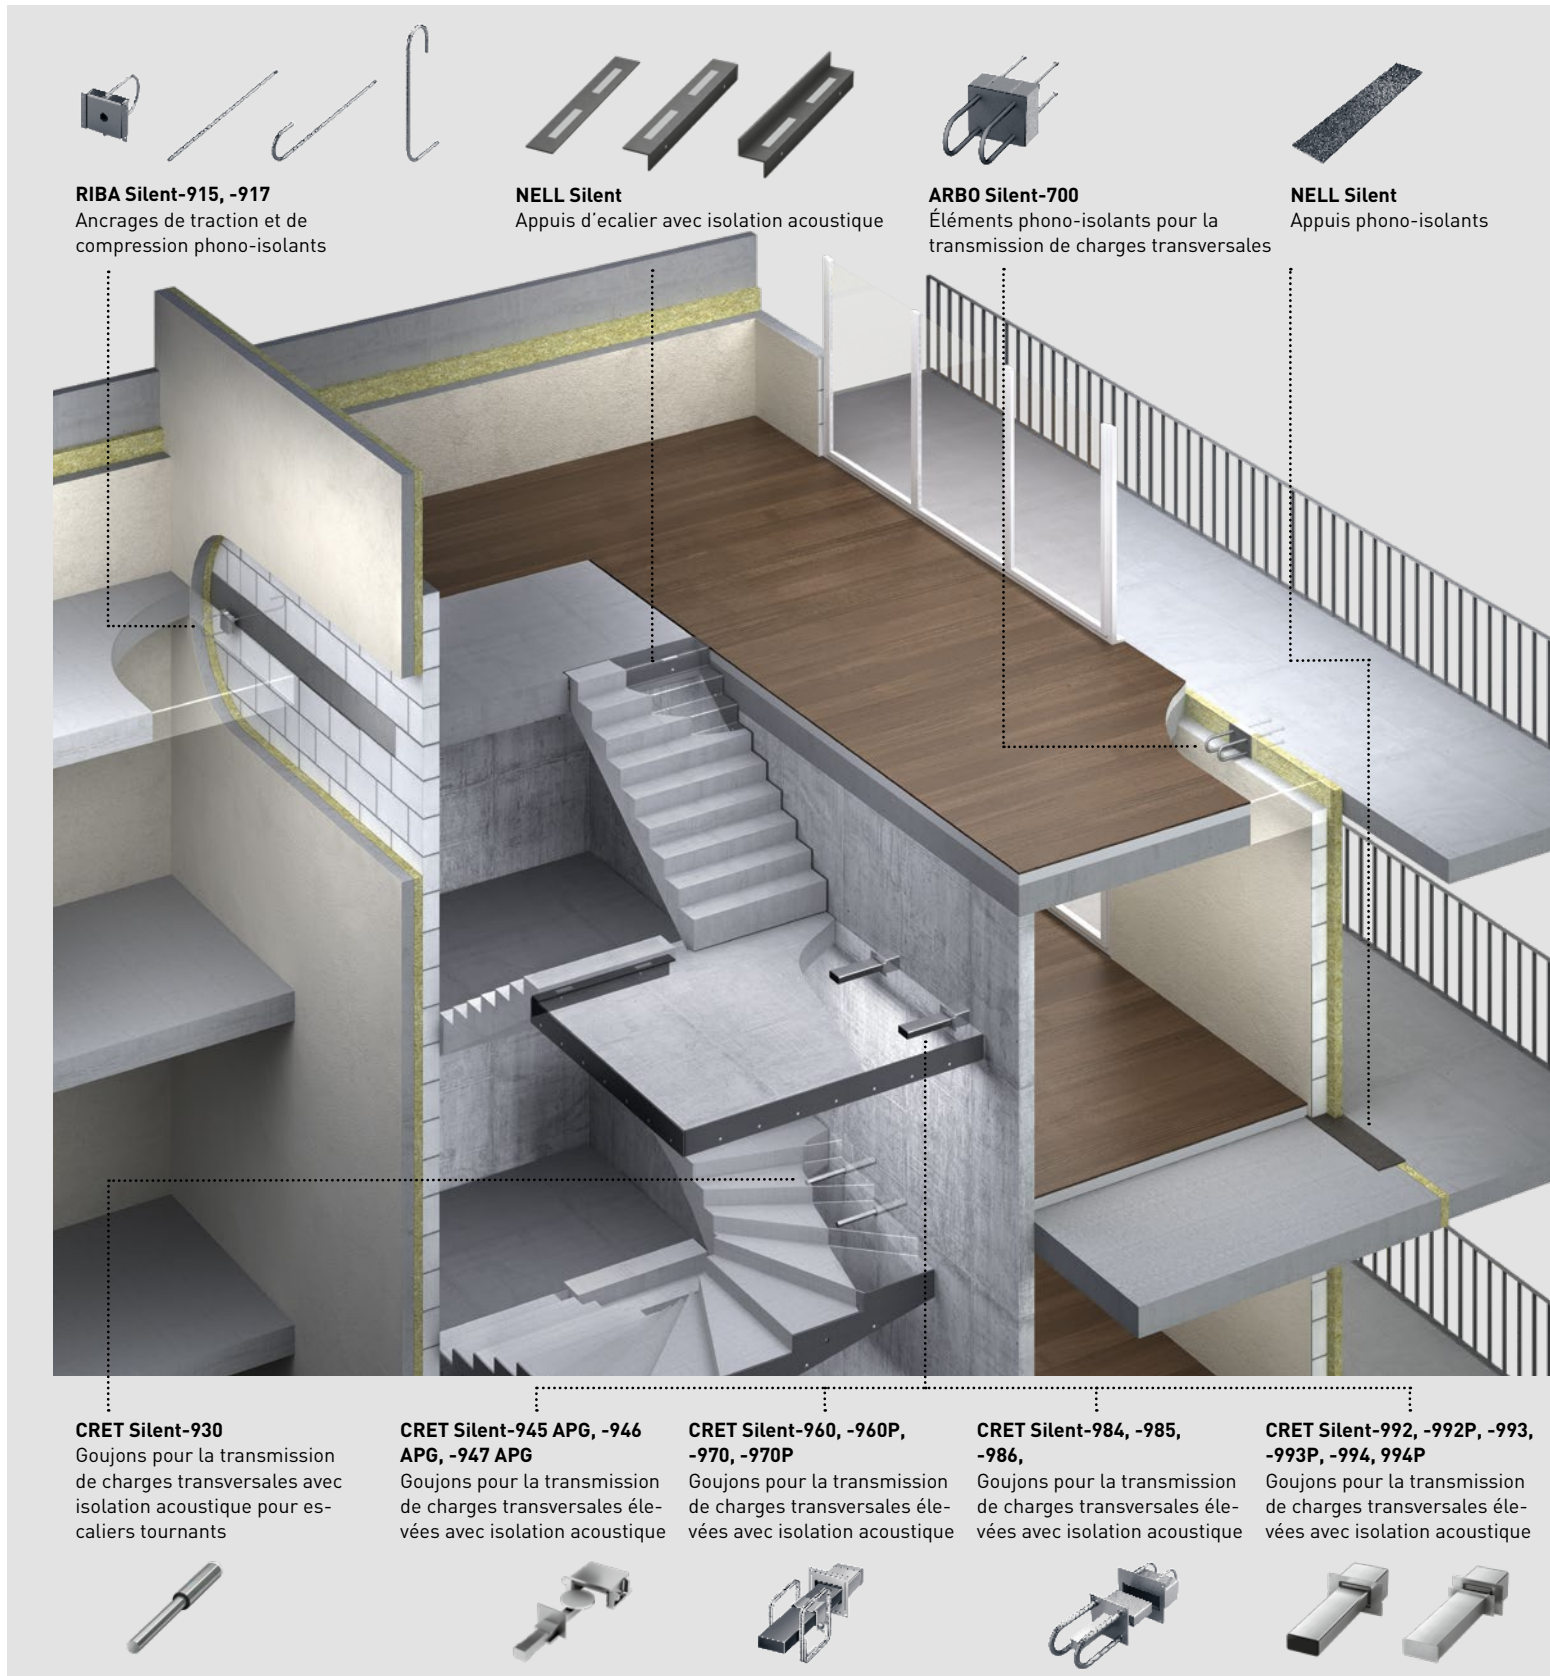 RIBA Silent-915, -917
Ancrages de traction et de
compression phono-isolants
NELL Silent
Appuis d’ecalier avec isolation acoustique
ARBO Silent-700
Éléments phono-isolants pour la
transmission de charges transversales
NELL Silent
Appuis phono-isolants
CRET Silent-930
Goujons pour la transmission
de charges transversales avec
isolation acoustique pour es-
caliers tournants
CRET Silent-945 APG, -946
APG, -947 APG
Goujons pour la transmission
de charges transversales éle-
vées avec isolation acoustique
CRET Silent-960, -960P,
-970, -970P
Goujons pour la transmission
de charges transversales éle-
vées avec isolation acoustique
CRET Silent-984, -985,
-986,
Goujons pour la transmission
de charges transversales éle-
vées avec isolation acoustique
CRET Silent-992, -992P, -993,
-993P, -994, 994P
Goujons pour la transmission
de charges transversales éle-
vées avec isolation acoustique